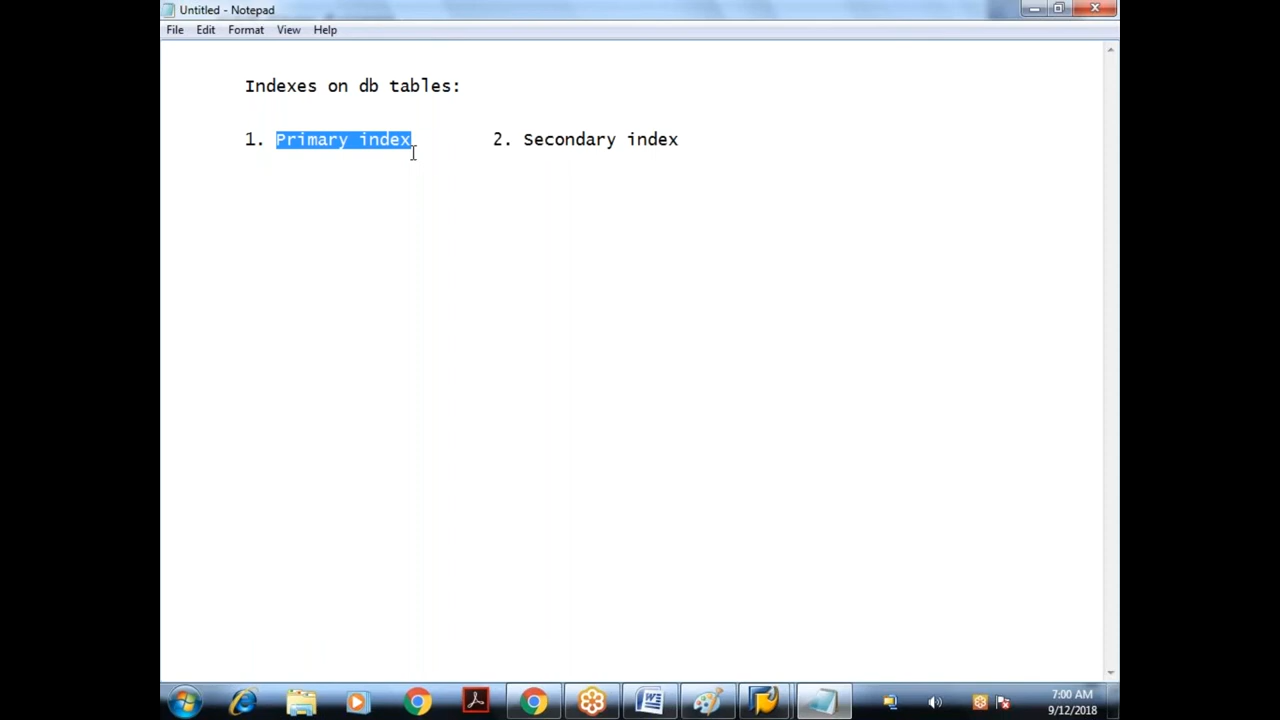 Untitled - Notepad
File Edit Format View Help
Indexes on db tables:
1. Primary index 2. Secondary index
7:00 AM
9/12/2018